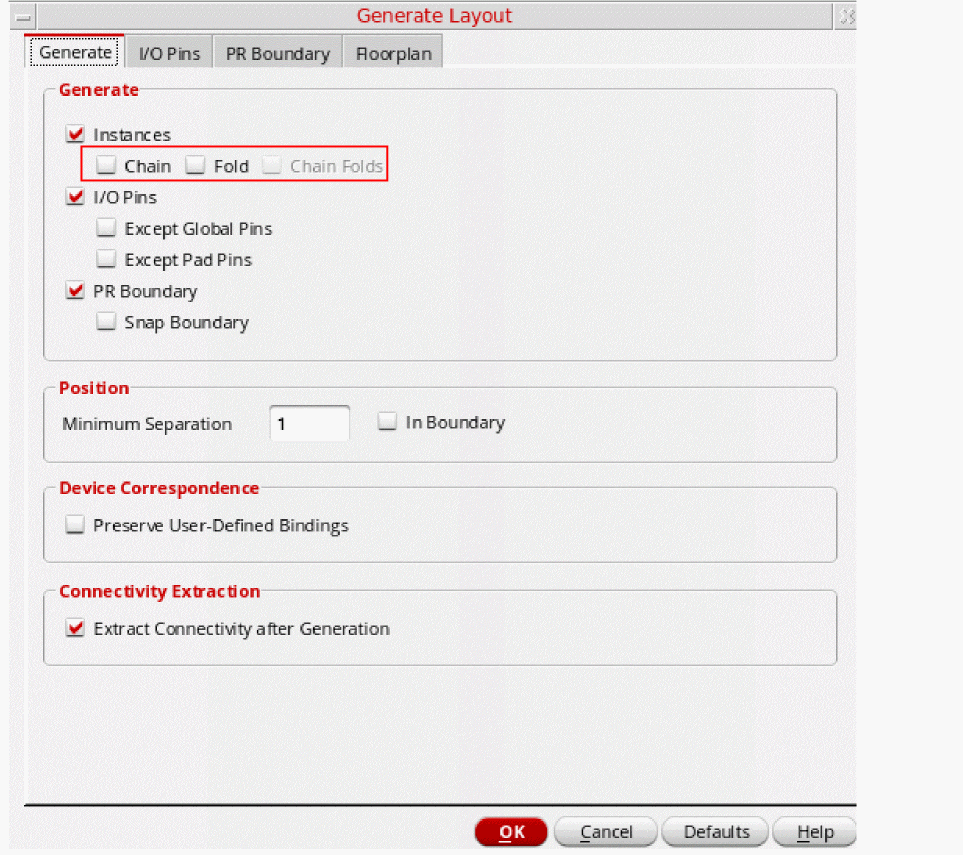 Generate Layout
Generate I/O Pins PR Boundary Floorplan
Generate
Instances
Chain Fold Chain Folds
I/O Pins
Except Global Pins
Except Pad Pins
PR Boundary
Snap Boundary
Position
Minimum Separation 1 In Boundary
Device Correspondence
Preserve User-Defined Bindings
Connectivity Extraction
Extract Connectivity after Generation
OK Cancel Defaults Help